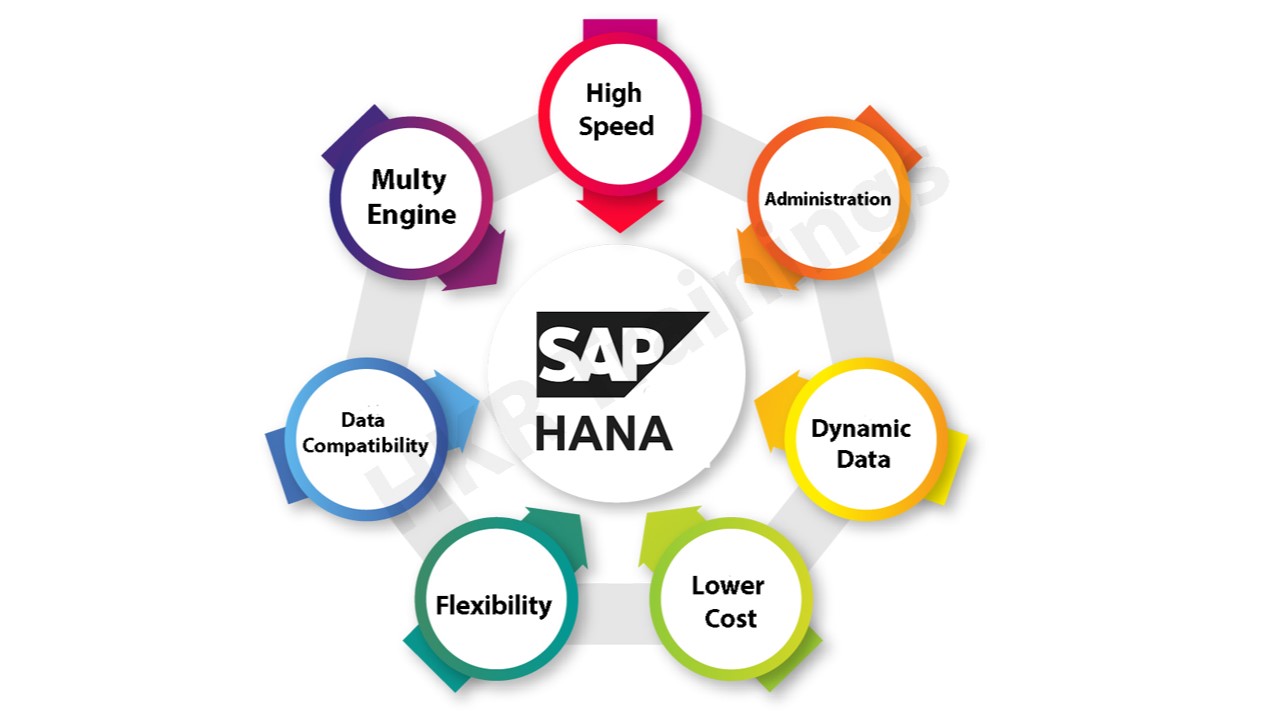 High
Speed
Administration
Dynamic
Data
Lower
Cost
Flexibility
Data
Compatibility
Multy
Engine
SAP
HANA
HKR Trainings